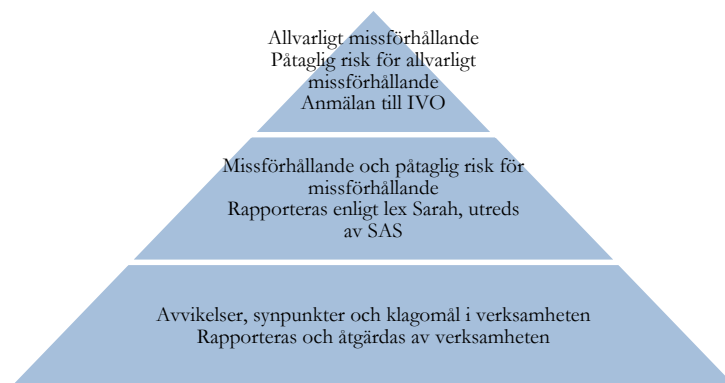 Allvarligt missförhållande
Påtaglig risk för allvarligt
missförhållande
Anmälan till IVO
Missförhållande och påtaglig risk för
missförhållande
Rapporteras enligt lex Sarah, utreds
av SAS
Avvikelser, synpunkter och klagomål i verksamheten
Rapporteras och åtgärdas av verksamheten